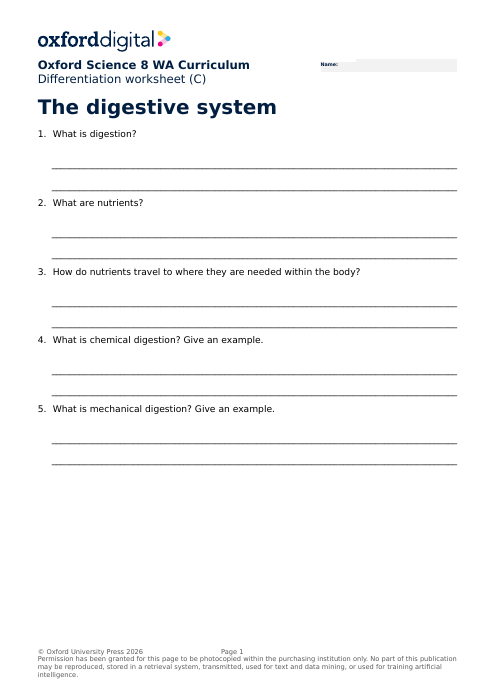 oxforddigital
Oxford Science 8 WA Curriculum
Name:
Differentiation worksheet (C)
The digestive system
1. What is digestion?
2. What are nutrients?
3. How do nutrients travel to where they are needed within the body?
4. What is chemical digestion? Give an example.
5. What is mechanical digestion? Give an example.
© Oxford University Press 2026 Page 1
Permission has been granted for this page to be photocopied within the purchasing institution only. No part of this publication
may be reproduced, stored in a retrieval system, transmitted, used for text and data mining, or used for training artificial
intelligence.